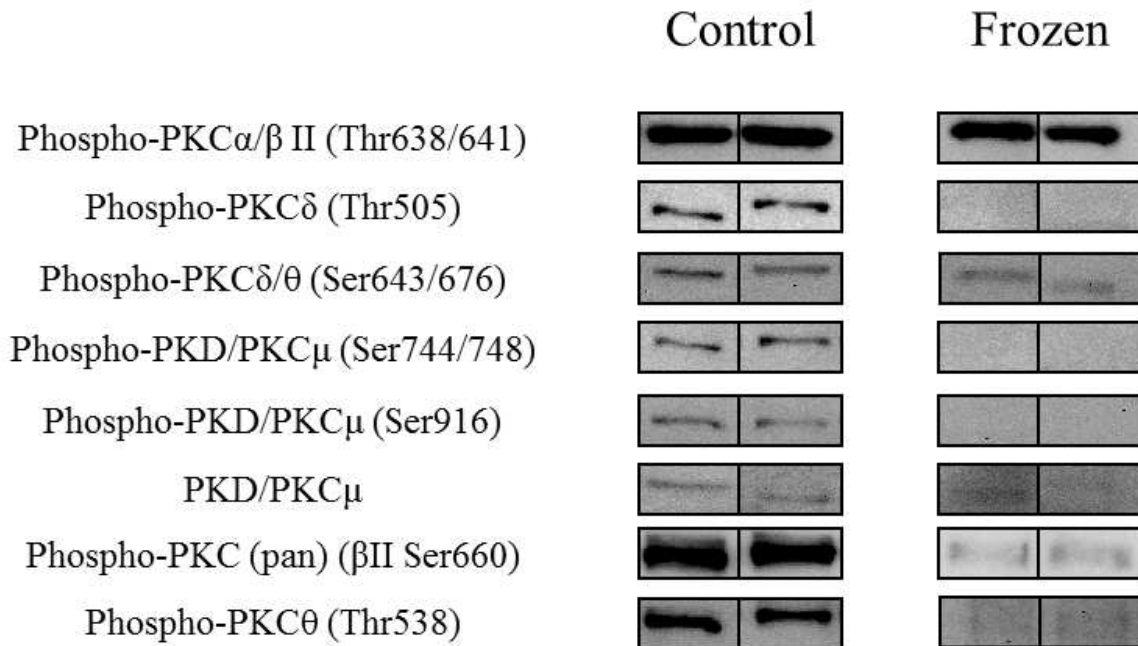 Control Frozen
Phospho-PKCα/β II (Thr638/641)
Phospho-PKCδ (Thr505)
Phospho-PKCδ/θ (Ser643/676)
Phospho-PKD/PKCμ (Ser744/748)
Phospho-PKD/PKCμ (Ser916)
PKD/PKCμ
Phospho-PKC (pan) (βII Ser660)
Phospho-PKCθ (Thr538)